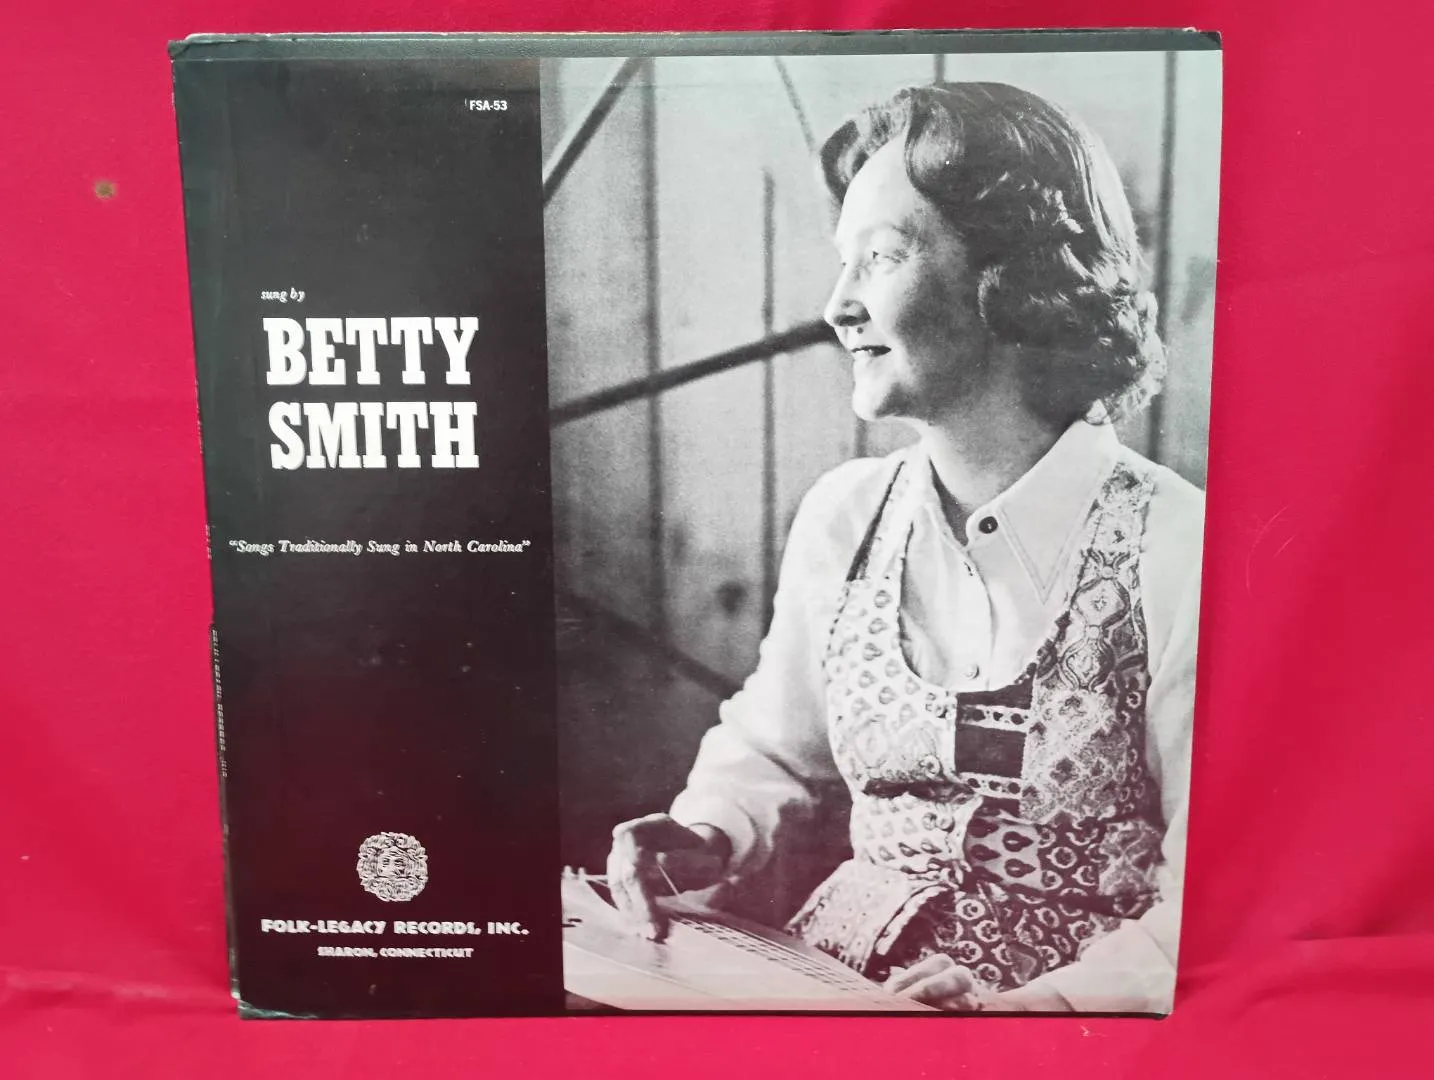 FSA-53
sung by
BETTY
SMITH
“Songs Traditionally Sung in North Carolina”
FOLK-LEGACY RECORDS, INC.
SHARON, CONNECTICUT